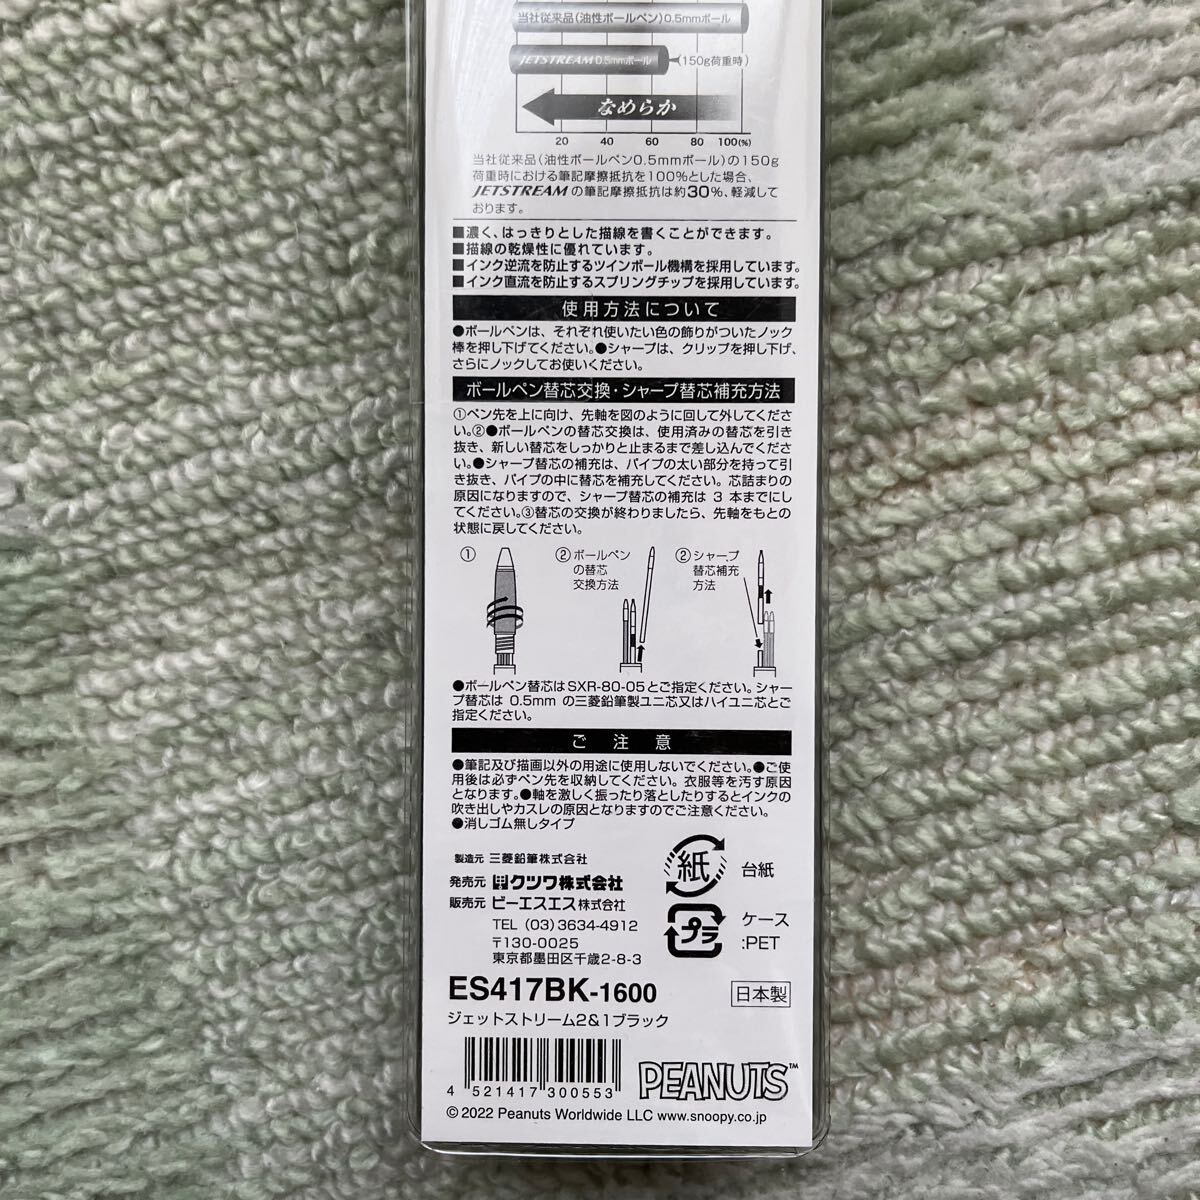 当社従来品(油性ボールペン)0.5mmボール
JETSTREAM 0.5mmボール (150g荷重時)
なめらか
20 40 60 80 100(%)
当社従来品(油性ボールペン0.5mmボール)の150g
荷重時における筆記摩擦抵抗を100%とした場合、
JETSTREAMの筆記摩擦抵抗は約30%、軽減して
おります。
■濃く、はっきりとした描線を書くことができます。
■描線の乾燥性に優れています。
■インク逆流を防止するツインボール機構を採用しています。
■インク直流を防止するスプリングチップを採用しています。
使用方法について
●ボールペンは、それぞれ使いたい色の飾りがついたノック
棒を押し下げてください。●シャープは、クリップを押し下げ、
さらにノックしてお使いください。
ボールペン替芯交換・シャープ替芯補充方法
①ペン先を上に向け、先軸を図のように回して外してくださ
い。②●ボールペンの替芯交換は、使用済みの替芯を引き
抜き、新しい替芯をしっかりと止まるまで差し込んでくださ
い。●シャープ替芯の補充は、パイプの太い部分を持って引
き抜き、パイプの中に替芯を補充してください。芯詰まりの
原因になりますので、シャープ替芯の補充は 3 本までにし
てください。③替芯の交換が終わりましたら、先軸をもとの
状態に戻してください。
①
②ボールペン
の替芯
交換方法
②シャープ
替芯補充
方法
●ボールペン替芯はSXR-80-05とご指定ください。シャー
プ替芯は 0.5mm の三菱鉛筆製ユニ芯又はハイユニ芯とご
指定ください。
ご注意
●筆記及び描画以外の用途に使用しないでください。●ご使
用後は必ずペン先を収納してください。衣服等を汚す原因
となります。●軸を激しく振ったり落としたりするとインクの
吹き出しやカスレの原因となりますのでご注意ください。
●消しゴム無しタイプ
製造元 三菱鉛筆株式会社
発売元 クツワ株式会社
販売元 ビーエスエス株式会社
TEL (03) 3634-4912
〒130-0025
東京都墨田区千歳2-8-3
紙 台紙
プラ ケース
:PET
ES417BK-1600
日本製
ジェットストリーム2&1ブラック
4 521417 300553
PEANUTS™
© 2022 Peanuts Worldwide LLC www.snoopy.co.jp